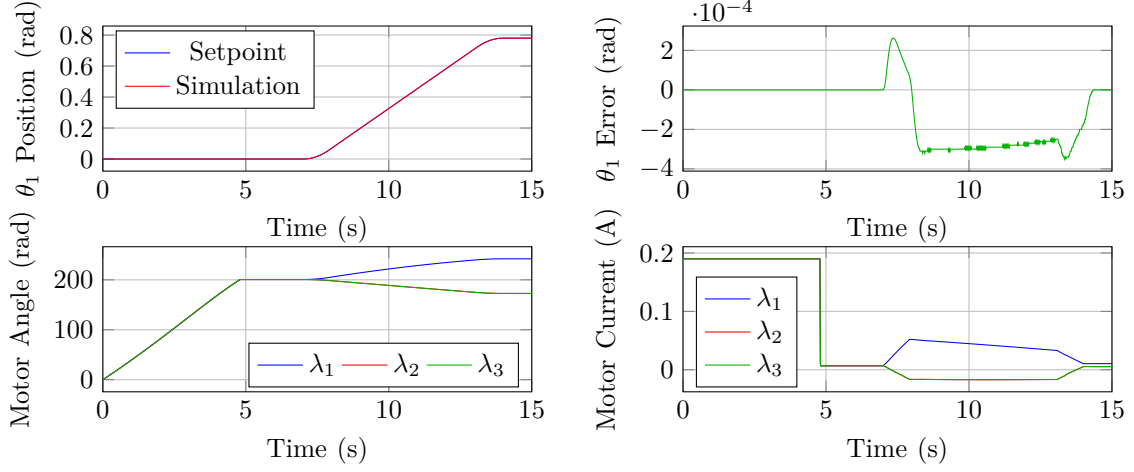 ·10−4
θ1 Position (rad)
0.8
0.6
0.4
0.2
0
Setpoint
Simulation
0 5 10 15
Time (s)
θ1 Error (rad)
2
0
−2
−4
0 5 10 15
Time (s)
Motor Angle (rad)
200
100
0
λ1 λ2 λ3
0 5 10 15
Time (s)
Motor Current (A)
0.2
0.1
0
λ1
λ2
λ3
0 5 10 15
Time (s)